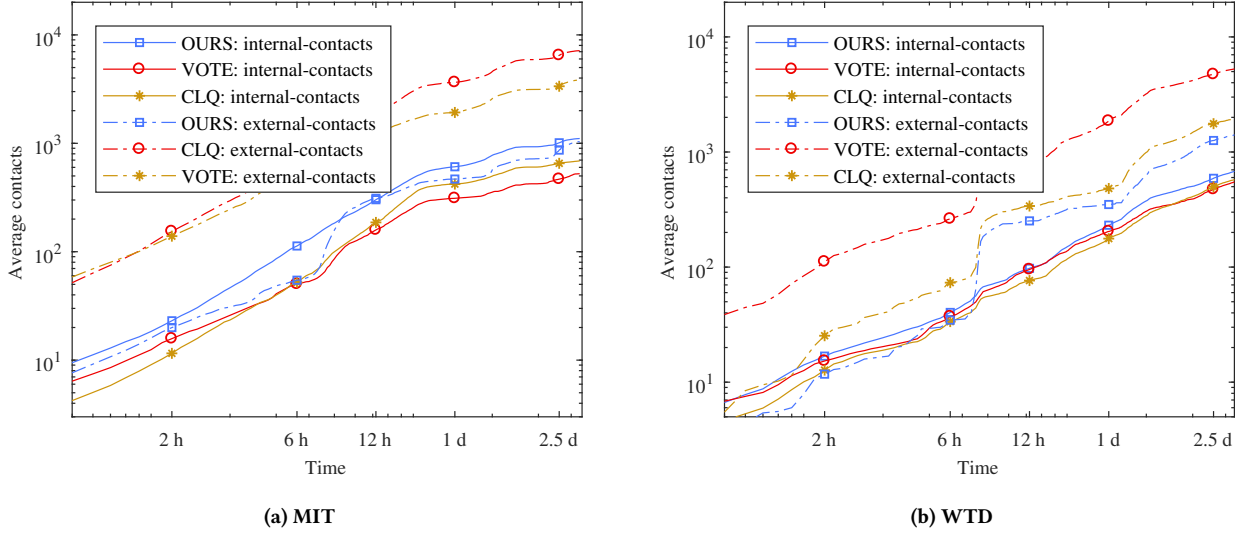 10^4
10^3
10^2
10^1
Average contacts
OURS: internal-contacts
VOTE: internal-contacts
CLQ: internal-contacts
OURS: external-contacts
CLQ: external-contacts
VOTE: external-contacts
2 h 6 h 12 h 1 d 2.5 d
Time
(a) MIT
10^4
10^3
10^2
10^1
Average contacts
OURS: internal-contacts
VOTE: internal-contacts
CLQ: internal-contacts
OURS: external-contacts
VOTE: external-contacts
CLQ: external-contacts
2 h 6 h 12 h 1 d 2.5 d
Time
(b) WTD